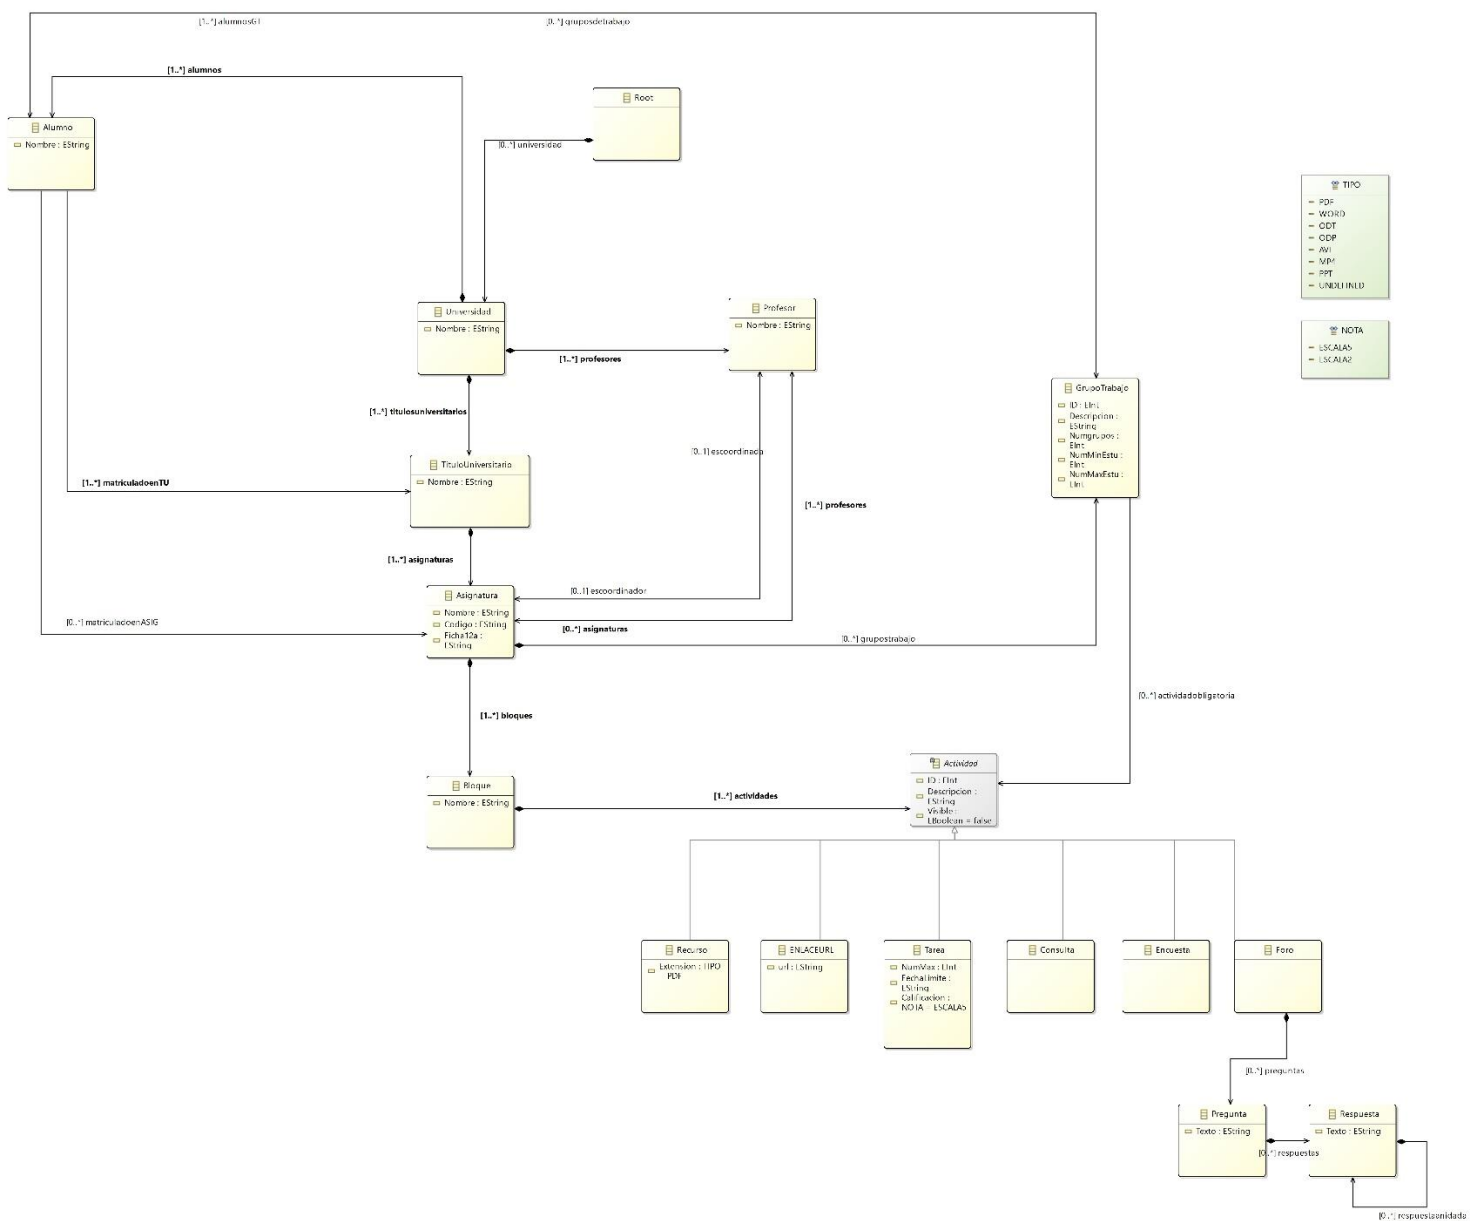 [1..*] alumnosGT
[0..*] gruposdetrabajo
[1..*] alumnos
Root
Alumno
Nombre : EString
[0..*] universidad
TIPO
PDF
WORD
ODT
ODP
AVI
MP4
PPT
UNDEFINED
Universidad
Nombre : EString
Profesor
Nombre : EString
NOTA
ESCALA5
ESCALA2
[1..*] profesores
GrupoTrabajo
ID : EInt
Descripcion :
EString
Numgrupos :
EInt
NumMinEstu :
EInt
NumMaxEstu :
EInt
[1..*] titulosuniversitarios
[0..1] escoordinada
TituloUniversitario
Nombre : EString
[1..*] matriculadoenTU
[1..*] profesores
[1..*] asignaturas
[0..1] escoordinador
Asignatura
Nombre : EString
Codigo : EString
Ficha12a :
EString
[0..*] matriculadoenASIG
[0..*] asignaturas
[0..*] grupostrabajo
[0..*] actividadobligatoria
[1..*] bloques
Actividad
ID : EInt
Descripcion :
EString
Visible :
EBoolean = false
Bloque
Nombre : EString
[1..*] actividades
Recurso
Extension : TIPO
PDF
ENLACEURL
url : EString
Tarea
NumMax : EInt
FechaLimite :
EString
Calificacion :
NOTA = ESCALA5
Consulta
Encuesta
Foro
[0..*] preguntas
Pregunta
Texto : EString
Respuesta
Texto : EString
[0..*] respuestas
[0..*] respuestaanidada